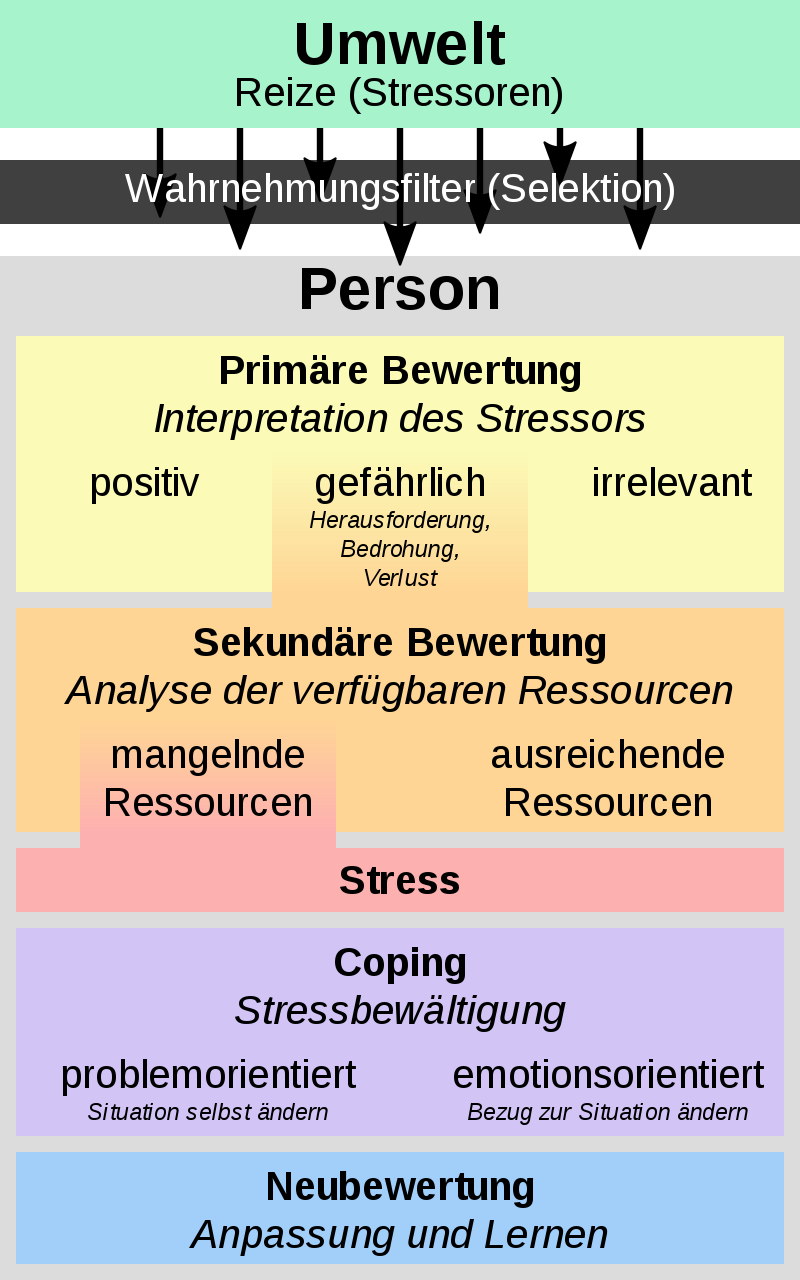 Umwelt
Reize (Stressoren)
Wahrnehmungsfilter (Selektion)
Person
Primäre Bewertung
Interpretation des Stressors
positiv
gefährlich
irrelevant
Herausforderung,
Bedrohung,
Verlust
Sekundäre Bewertung
Analyse der verfügbaren Ressourcen
mangelnde
Ressourcen
ausreichende
Ressourcen
Stress
Coping
Stressbewältigung
problemorientiert
Situation selbst ändern
emotionsorientiert
Bezug zur Situation ändern
Neubewertung
Anpassung und Lernen